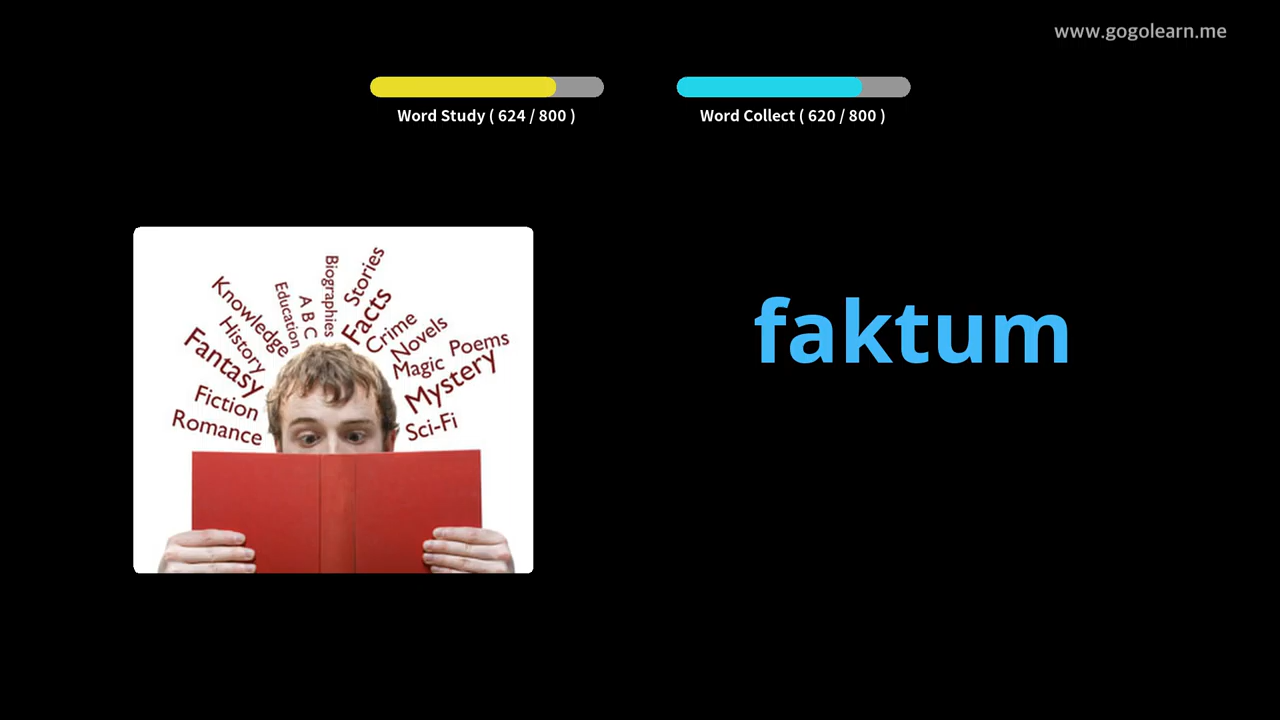 www.gogolearn.me
Word Study ( 624 / 800 )
Word Collect ( 620 / 800 )
faktum
Romance
Fiction
Fantasy
History
Knowledge
Education
A B C
Biographies
Stories
Facts
Crime
Novels
Magic
Poems
Mystery
Sci-Fi